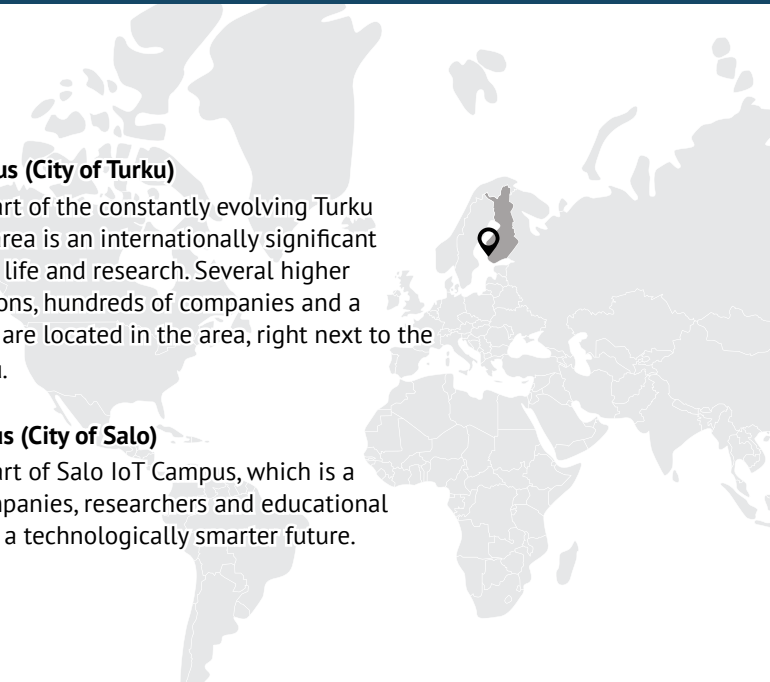 us (City of Turku)
art of the constantly evolving Turku
rea is an internationally significant
life and research. Several higher
ons, hundreds of companies and a
are located in the area, right next to the
.
us (City of Salo)
art of Salo IoT Campus, which is a
panies, researchers and educational
a technologically smarter future.